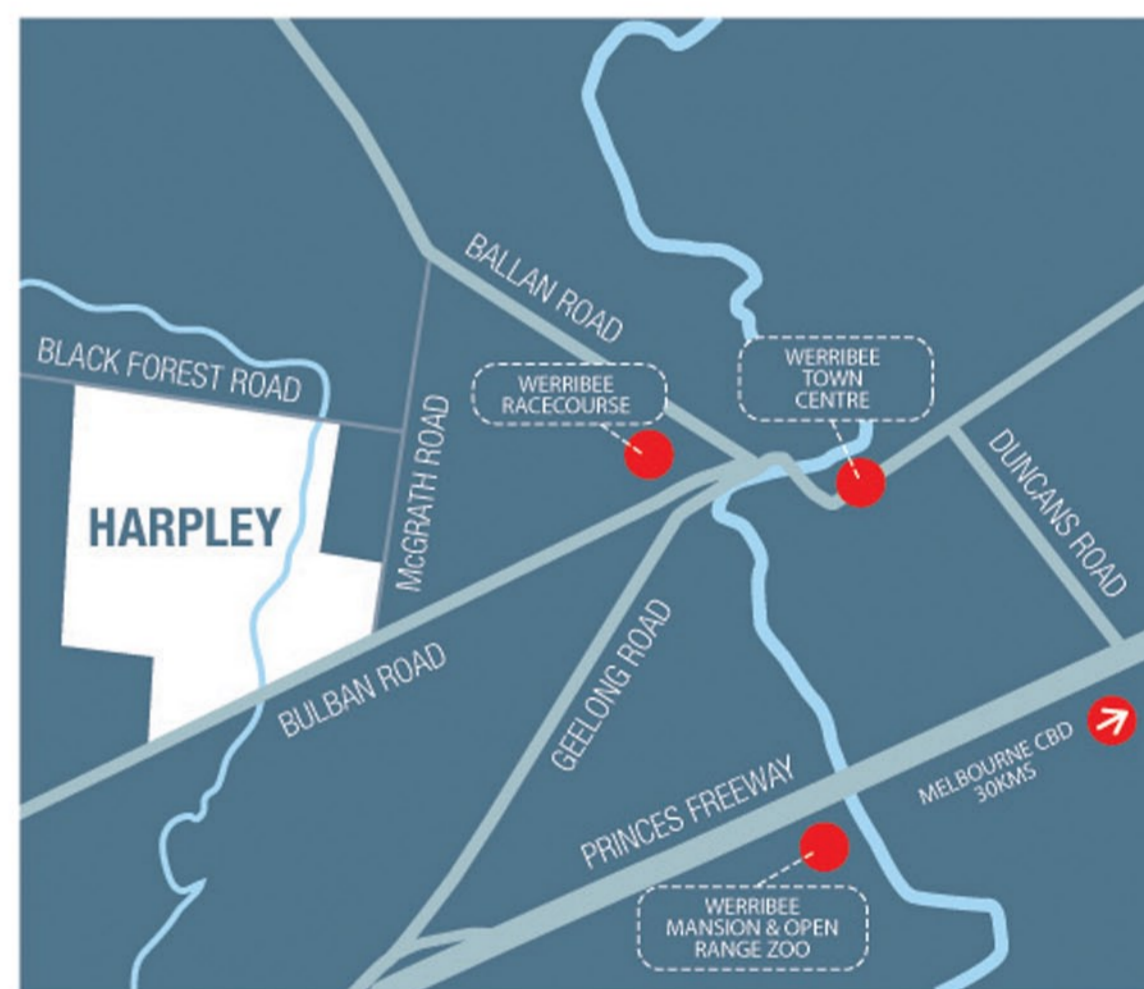 BALLAN ROAD
BLACK FOREST ROAD
WERRIBEE
RACECOURSE
WERRIBEE
TOWN
CENTRE
McGRATH ROAD
DUNCANS ROAD
HARPLEY
BULBAN ROAD
GEELONG ROAD
PRINCES FREEWAY
MELBOURNE CBD
30KMS
WERRIBEE
MANSION & OPEN
RANGE ZOO